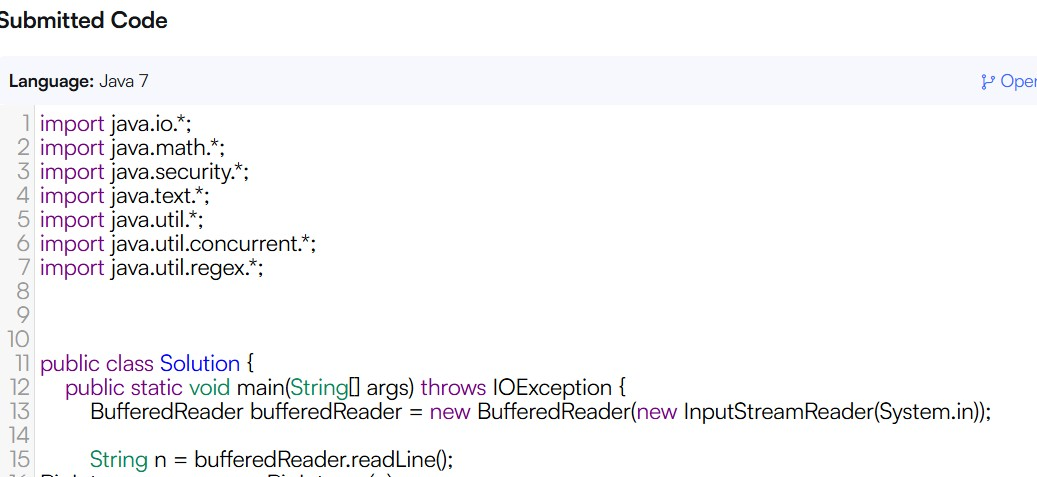 Submitted Code
Language: Java 7
1 import java.io.*;
2 import java.math.*;
3 import java.security.*;
4 import java.text.*;
5 import java.util.*;
6 import java.util.concurrent.*;
7 import java.util.regex.*;
8
9
10
11 public class Solution {
12 public static void main(String[] args) throws IOException {
13 BufferedReader bufferedReader = new BufferedReader(new InputStreamReader(System.in));
14
15 String n = bufferedReader.readLine();